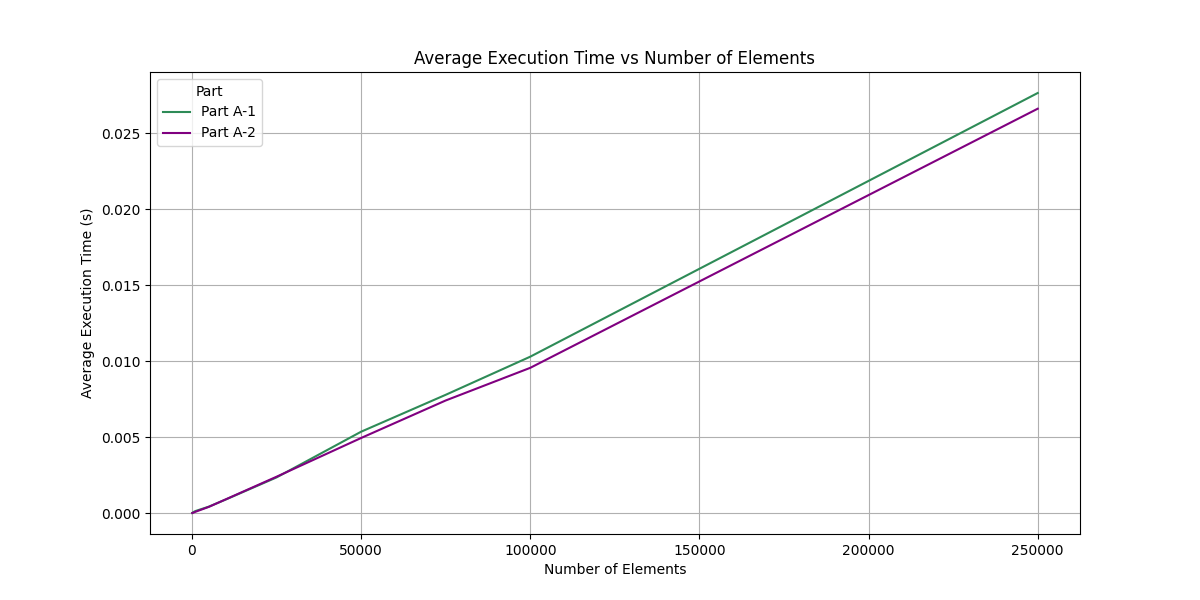 Average Execution Time vs Number of Elements
Part
Part A-1
Part A-2
0.025
0.020
0.015
0.010
0.005
0.000
Average Execution Time (s)
0 50000 100000 150000 200000 250000
Number of Elements